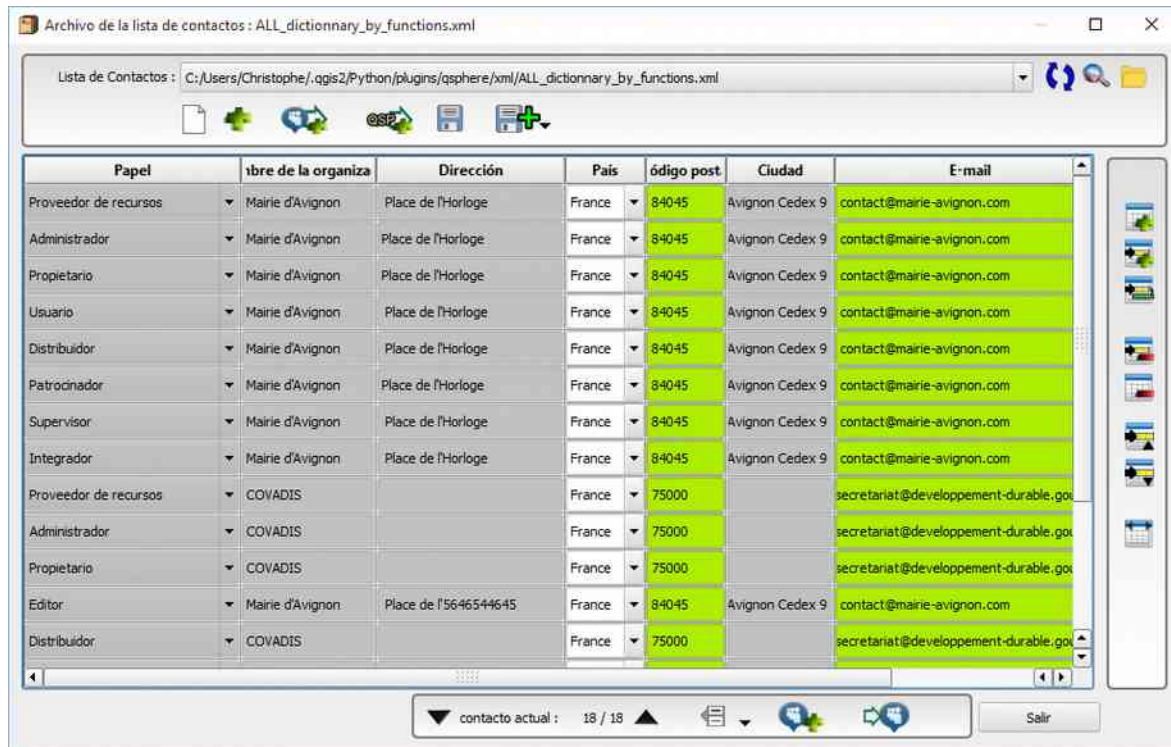 Archivo de la lista de contactos : ALL_dictionnary_by_functions.xml
Lista de Contactos : C:/Users/Christophe/.qgis2/Python/plugins/qsphere/xml/ALL_dictionnary_by_functions.xml
QSP
Papel nbre de la organiza Dirección País ódigo post Ciudad E-mail
Proveedor de recursos Mairie d'Avignon Place de l'Horloge France 84045 Avignon Cedex 9 contact@mairie-avignon.com
Administrador Mairie d'Avignon Place de l'Horloge France 84045 Avignon Cedex 9 contact@mairie-avignon.com
Propietario Mairie d'Avignon Place de l'Horloge France 84045 Avignon Cedex 9 contact@mairie-avignon.com
Usuario Mairie d'Avignon Place de l'Horloge France 84045 Avignon Cedex 9 contact@mairie-avignon.com
Distribuidor Mairie d'Avignon Place de l'Horloge France 84045 Avignon Cedex 9 contact@mairie-avignon.com
Patrocinador Mairie d'Avignon Place de l'Horloge France 84045 Avignon Cedex 9 contact@mairie-avignon.com
Supervisor Mairie d'Avignon Place de l'Horloge France 84045 Avignon Cedex 9 contact@mairie-avignon.com
Integrador Mairie d'Avignon Place de l'Horloge France 84045 Avignon Cedex 9 contact@mairie-avignon.com
Proveedor de recursos COVADIS France 75000 secretariat@developpement-durable.gou
Administrador COVADIS France 75000 secretariat@developpement-durable.gou
Propietario COVADIS France 75000 secretariat@developpement-durable.gou
Editor Mairie d'Avignon Place de l'5646544645 France 84045 Avignon Cedex 9 contact@mairie-avignon.com
Distribuidor COVADIS France 75000 secretariat@developpement-durable.gou
contacto actual : 18 / 18 Salir